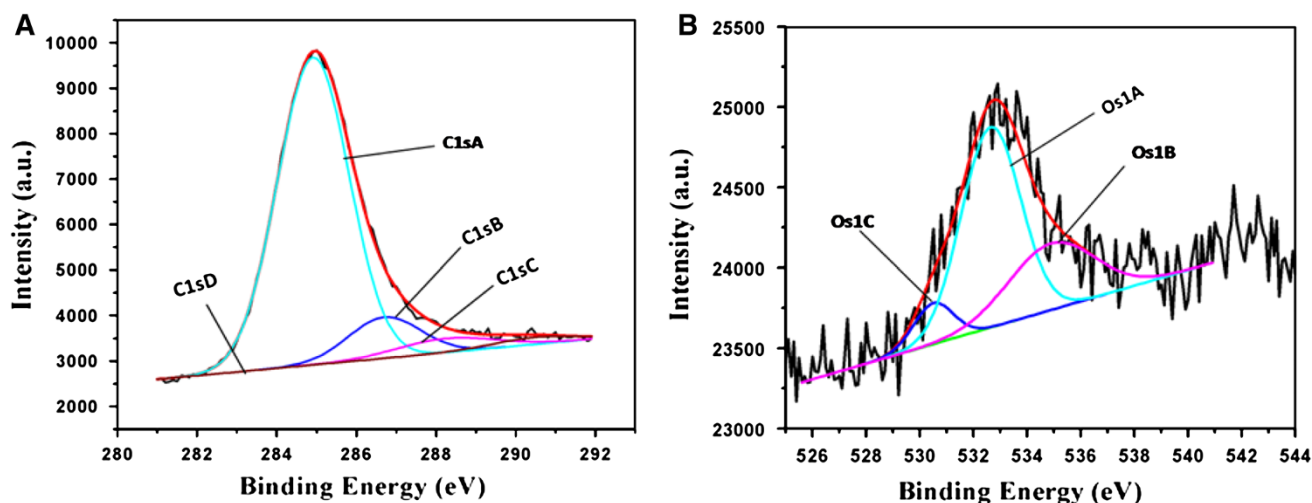 A
10000
9000
8000
7000
6000
5000
4000
3000
2000
Intensity (a.u.)
C1sA
C1sB
C1sC
C1sD
280 282 284 286 288 290 292
Binding Energy (eV)
B
25500
25000
24500
24000
23500
23000
Intensity (a.u.)
Os1A
Os1B
Os1C
526 528 530 532 534 536 538 540 542 544
Binding Energy (eV)